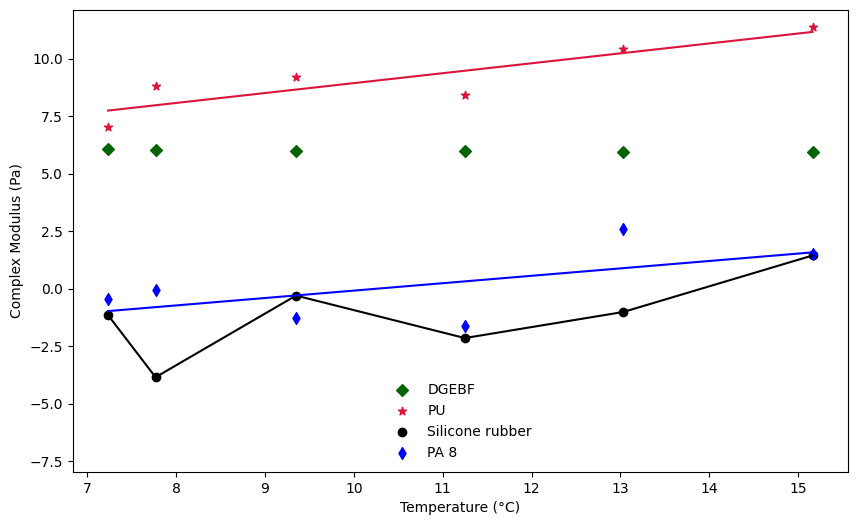 10.0
7.5
5.0
2.5
0.0
−2.5
−5.0
−7.5
Complex Modulus (Pa)
DGEBF
PU
Silicone rubber
PA 8
7 8 9 10 11 12 13 14 15
Temperature (°C)